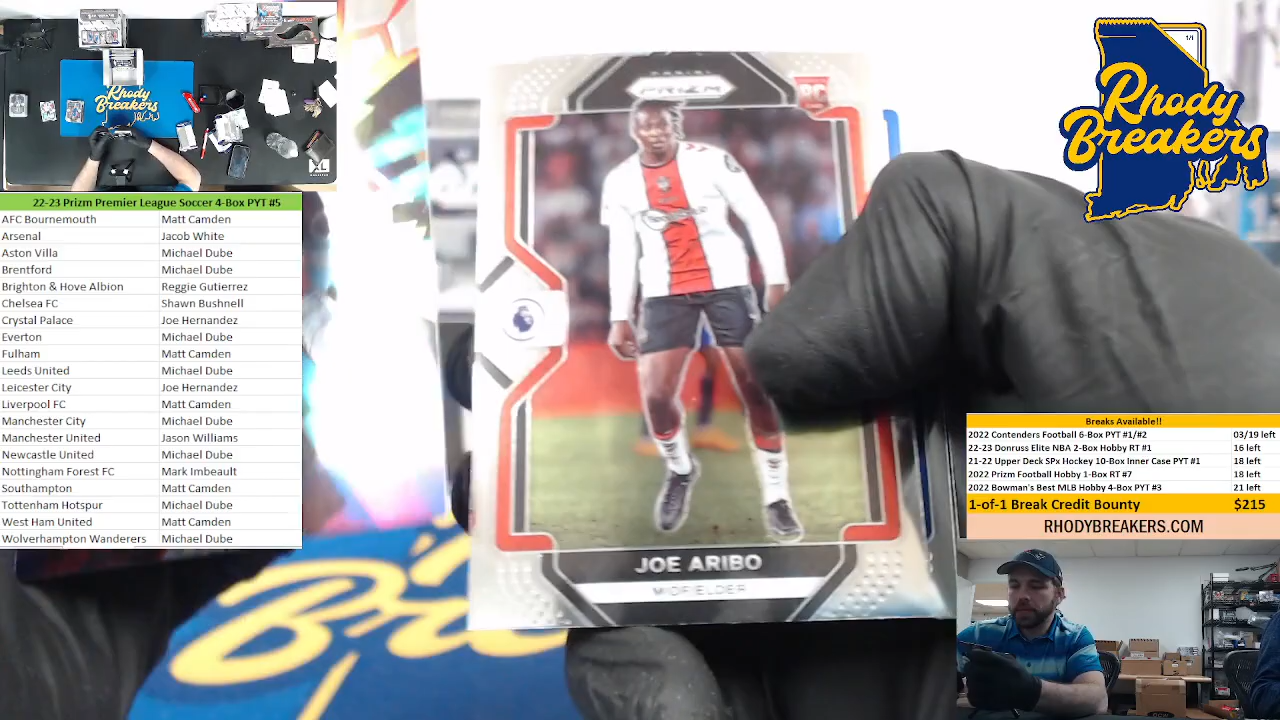 Rhody
Breakers
22-23 Prizm Premier League Soccer 4-Box PYT #5
AFC Bournemouth Matt Camden
Arsenal Jacob White
Aston Villa Michael Dube
Brentford Michael Dube
Brighton & Hove Albion Reggie Gutierrez
Chelsea FC Shawn Bushnell
Crystal Palace Joe Hernandez
Everton Michael Dube
Fulham Matt Camden
Leeds United Michael Dube
Leicester City Joe Hernandez
Liverpool FC Matt Camden
Manchester City Michael Dube
Manchester United Jason Williams
Newcastle United Michael Dube
Nottingham Forest FC Mark Imbeault
Southampton Matt Camden
Tottenham Hotspur Michael Dube
West Ham United Matt Camden
Wolverhampton Wanderers Michael Dube
PANINI
PRIZM
RC
JOE ARIBO
MIDFIELDER
1/1
Rhody
Breakers
Breaks Available!!
2022 Contenders Football 6-Box PYT #1/#2 03/19 left
22-23 Donruss Elite NBA 2-Box Hobby RT #1 16 left
21-22 Upper Deck SPx Hockey 10-Box Inner Case PYT #1 18 left
2022 Prizm Football Hobby 1-Box RT #7 18 left
2022 Bowman's Best MLB Hobby 4-Box PYT #3 21 left
1-of-1 Break Credit Bounty $215
RHODYBREAKERS.COM